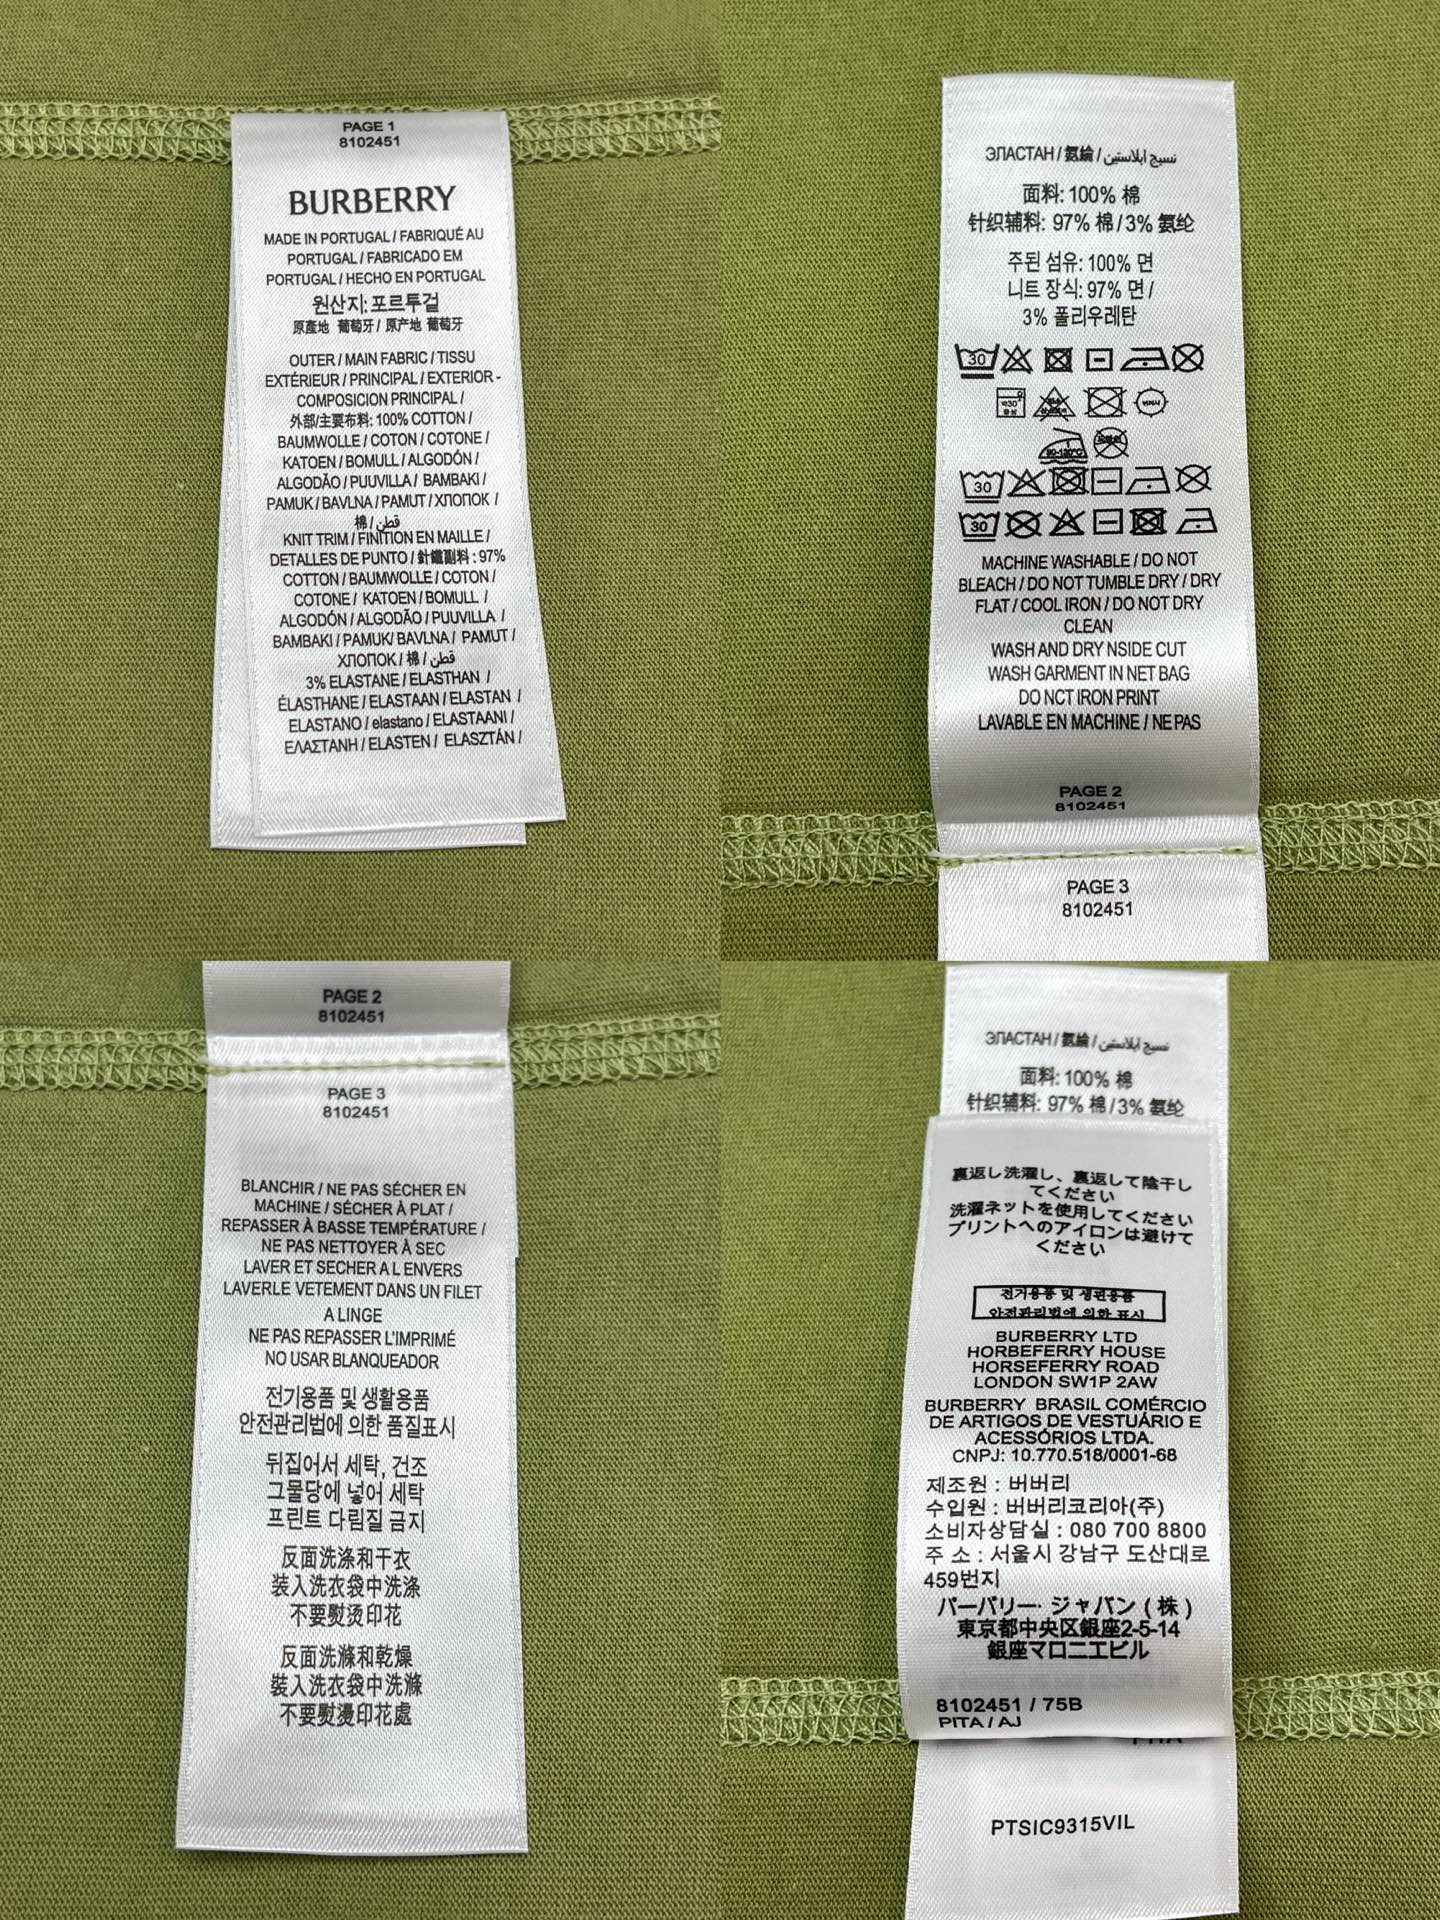 PAGE 1
8102451
BURBERRY
MADE IN PORTUGAL / FABRIQUÉ AU
PORTUGAL / FABRICADO EM
PORTUGAL / HECHO EN PORTUGAL
원산지: 포르투걸
原產地 葡萄牙 / 原产地 葡萄牙
OUTER / MAIN FABRIC / TISSU
EXTÉRIEUR / PRINCIPAL / EXTERIOR -
COMPOSICION PRINCIPAL /
外部/主要布料: 100% COTTON /
BAUMWOLLE / COTON / COTONE /
KATOEN / BOMULL / ALGODÓN /
ALGODÃO / PUUVILLA / BAMBAKI /
PAMUK / BAVLNA / PAMUT / ХЛОПОК /
棉 / قطن
KNIT TRIM / FINITION EN MAILLE /
DETALLES DE PUNTO / 針織副料 : 97%
COTTON / BAUMWOLLE / COTON /
COTONE / KATOEN / BOMULL /
ALGODÓN / ALGODÃO / PUUVILLA /
BAMBAKI / PAMUK/ BAVLNA / PAMUT /
ХЛОПОК / 棉 / قطن
3% ELASTANE / ELASTHAN /
ÉLASTHANE / ELASTAAN / ELASTAN /
ELASTANO / elastano / ELASTAANI /
ΕΛΑΣΤΑΝΗ / ELASTEN / ELASZTÁN /
ЭЛАСТАН / 氨綸 / نسيج ايلاستين
面料: 100% 棉
针织辅料: 97% 棉 / 3% 氨纶
주된 섬유: 100% 면
니트 장식: 97% 면 /
3% 폴리우레탄
30
30
30
MACHINE WASHABLE / DO NOT
BLEACH / DO NOT TUMBLE DRY / DRY
FLAT / COOL IRON / DO NOT DRY
CLEAN
WASH AND DRY NSIDE CUT
WASH GARMENT IN NET BAG
DO NCT IRON PRINT
LAVABLE EN MACHINE / NE PAS
PAGE 2
8102451
PAGE 3
8102451
PAGE 2
8102451
PAGE 3
8102451
BLANCHIR / NE PAS SÉCHER EN
MACHINE / SÉCHER À PLAT /
REPASSER À BASSE TEMPÉRATURE /
NE PAS NETTOYER À SEC
LAVER ET SECHER A L ENVERS
LAVERLE VETEMENT DANS UN FILET
A LINGE
NE PAS REPASSER L'IMPRIMÉ
NO USAR BLANQUEADOR
전기용품 및 생활용품
안전관리법에 의한 품질표시
뒤집어서 세탁, 건조
그물당에 넣어 세탁
프린트 다림질 금지
反面洗涤和干衣
装入洗衣袋中洗涤
不要熨烫印花
反面洗滌和乾燥
裝入洗衣袋中洗滌
不要熨燙印花處
ЭЛАСТАН / 氨綸 / نسيج ايلاستين
面料: 100% 棉
针织辅料: 97% 棉 / 3% 氨纶
裏返し洗濯し、裏返して陰干し
てください
洗濯ネットを使用してください
プリントへのアイロンは避けて
ください
안전관리법에 의한 표시
BURBERRY LTD
HORBEFERRY HOUSE
HORSEFERRY ROAD
LONDON SW1P 2AW
BURBERRY BRASIL COMÉRCIO
DE ARTIGOS DE VESTUÁRIO E
ACESSÓRIOS LTDA.
CNPJ: 10.770.518/0001-68
제조원 : 버버리
수입원 : 버버리코리아(주)
소비자상담실 : 080 700 8800
주 소 : 서울시 강남구 도산대로
459번지
バーバリー· ジャパン ( 株 )
東京都中央区銀座2-5-14
銀座マロニエビル
8102451 / 75B
PITA / AJ
PTSIC9315VIL